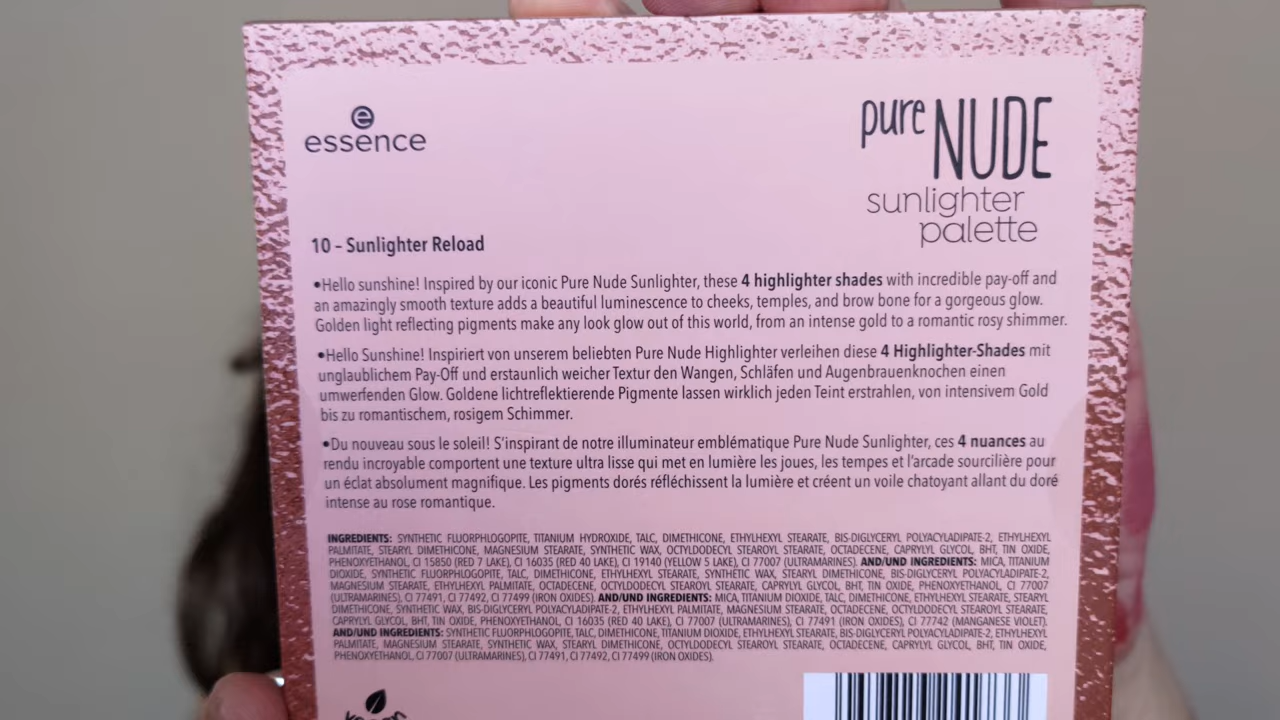 essence
pure NUDE
sunlighter
palette
10 – Sunlighter Reload
•Hello sunshine! Inspired by our iconic Pure Nude Sunlighter, these 4 highlighter shades with incredible pay-off and
an amazingly smooth texture adds a beautiful luminescence to cheeks, temples, and brow bone for a gorgeous glow.
Golden light reflecting pigments make any look glow out of this world, from an intense gold to a romantic rosy shimmer.
•Hello Sunshine! Inspiriert von unserem beliebten Pure Nude Highlighter verleihen diese 4 Highlighter-Shades mit
unglaublichem Pay-Off und erstaunlich weicher Textur den Wangen, Schläfen und Augenbrauenknochen einen
umwerfenden Glow. Goldene lichtreflektierende Pigmente lassen wirklich jeden Teint erstrahlen, von intensivem Gold
bis zu romantischem, rosigem Schimmer.
•Du nouveau sous le soleil! S'inspirant de notre illuminateur emblématique Pure Nude Sunlighter, ces 4 nuances au
rendu incroyable comportent une texture ultra lisse qui met en lumière les joues, les tempes et l'arcade sourcilière pour
un éclat absolument magnifique. Les pigments dorés réfléchissent la lumière et créent un voile chatoyant allant du doré
intense au rose romantique.
INGREDIENTS: SYNTHETIC FLUORPHLOGOPITE, TITANIUM HYDROXIDE, TALC, DIMETHICONE, ETHYLHEXYL STEARATE, BIS-DIGLYCERYL POLYACYLADIPATE-2, ETHYLHEXYL
PALMITATE, STEARYL DIMETHICONE, MAGNESIUM STEARATE, SYNTHETIC WAX, OCTYLDODECYL STEAROYL STEARATE, OCTADECENE, CAPRYLYL GLYCOL, BHT, TIN OXIDE,
PHENOXYETHANOL, CI 15850 (RED 7 LAKE), CI 16035 (RED 40 LAKE), CI 19140 (YELLOW 5 LAKE), CI 77007 (ULTRAMARINES). AND/UND INGREDIENTS: MICA, TITANIUM
DIOXIDE, SYNTHETIC FLUORPHLOGOPITE, TALC, DIMETHICONE, ETHYLHEXYL STEARATE, SYNTHETIC WAX, STEARYL DIMETHICONE, BIS-DIGLYCERYL POLYACYLADIPATE-2,
MAGNESIUM STEARATE, ETHYLHEXYL PALMITATE, OCTADECENE, OCTYLDODECYL STEAROYL STEARATE, CAPRYLYL GLYCOL, BHT, TIN OXIDE, PHENOXYETHANOL, CI 77007
(ULTRAMARINES), CI 77491, CI 77492, CI 77499 (IRON OXIDES). AND/UND INGREDIENTS: MICA, TITANIUM DIOXIDE, TALC, DIMETHICONE, ETHYLHEXYL STEARATE, STEARYL
DIMETHICONE, SYNTHETIC WAX, BIS-DIGLYCERYL POLYACYLADIPATE-2, ETHYLHEXYL PALMITATE, MAGNESIUM STEARATE, OCTADECENE, OCTYLDODECYL STEAROYL STEARATE,
CAPRYLYL GLYCOL, BHT, TIN OXIDE, PHENOXYETHANOL, CI 16035 (RED 40 LAKE), CI 77007 (ULTRAMARINES), CI 77491 (IRON OXIDES), CI 77742 (MANGANESE VIOLET).
AND/UND INGREDIENTS: SYNTHETIC FLUORPHLOGOPITE, TALC, DIMETHICONE, TITANIUM DIOXIDE, ETHYLHEXYL STEARATE, BIS-DIGLYCERYL POLYACYLADIPATE-2, ETHYLHEXYL
PALMITATE, MAGNESIUM STEARATE, SYNTHETIC WAX, STEARYL DIMETHICONE, OCTYLDODECYL STEAROYL STEARATE, OCTADECENE, CAPRYLYL GLYCOL, BHT, TIN OXIDE,
PHENOXYETHANOL, CI 77007 (ULTRAMARINES), CI 77491, CI 77492, CI 77499 (IRON OXIDES).